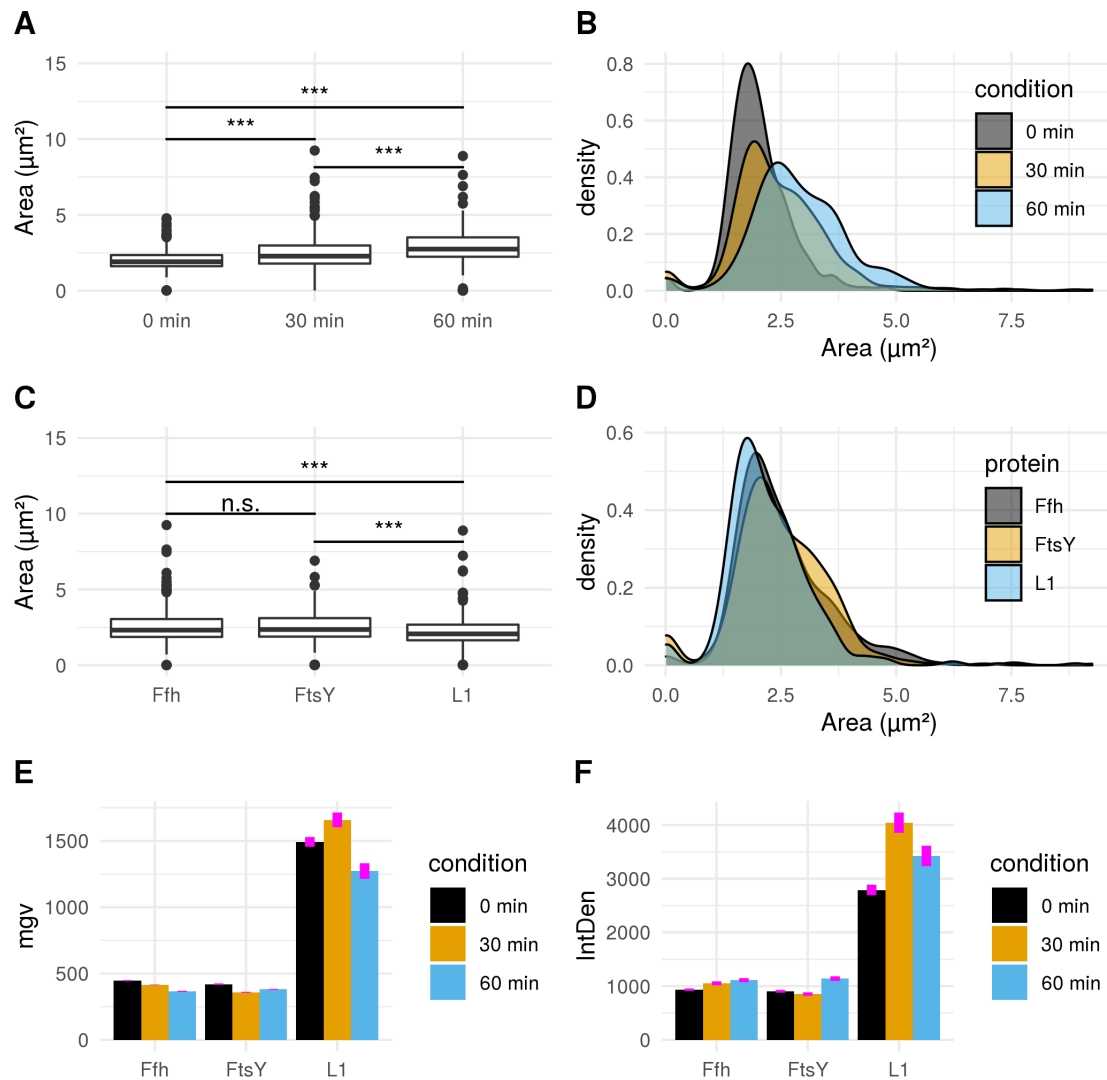 A
Area (µm²)
15
10
5
0
***
***
***
0 min
30 min
60 min
B
density
0.8
0.6
0.4
0.2
0.0
0.0
2.5
5.0
7.5
Area (µm²)
condition
0 min
30 min
60 min
C
Area (µm²)
15
10
5
0
***
n.s.
***
Ffh
FtsY
L1
D
density
0.6
0.4
0.2
0.0
0.0
2.5
5.0
7.5
Area (µm²)
protein
Ffh
FtsY
L1
E
mgv
1500
1000
500
0
Ffh
FtsY
L1
condition
0 min
30 min
60 min
F
IntDen
4000
3000
2000
1000
0
Ffh
FtsY
L1
condition
0 min
30 min
60 min